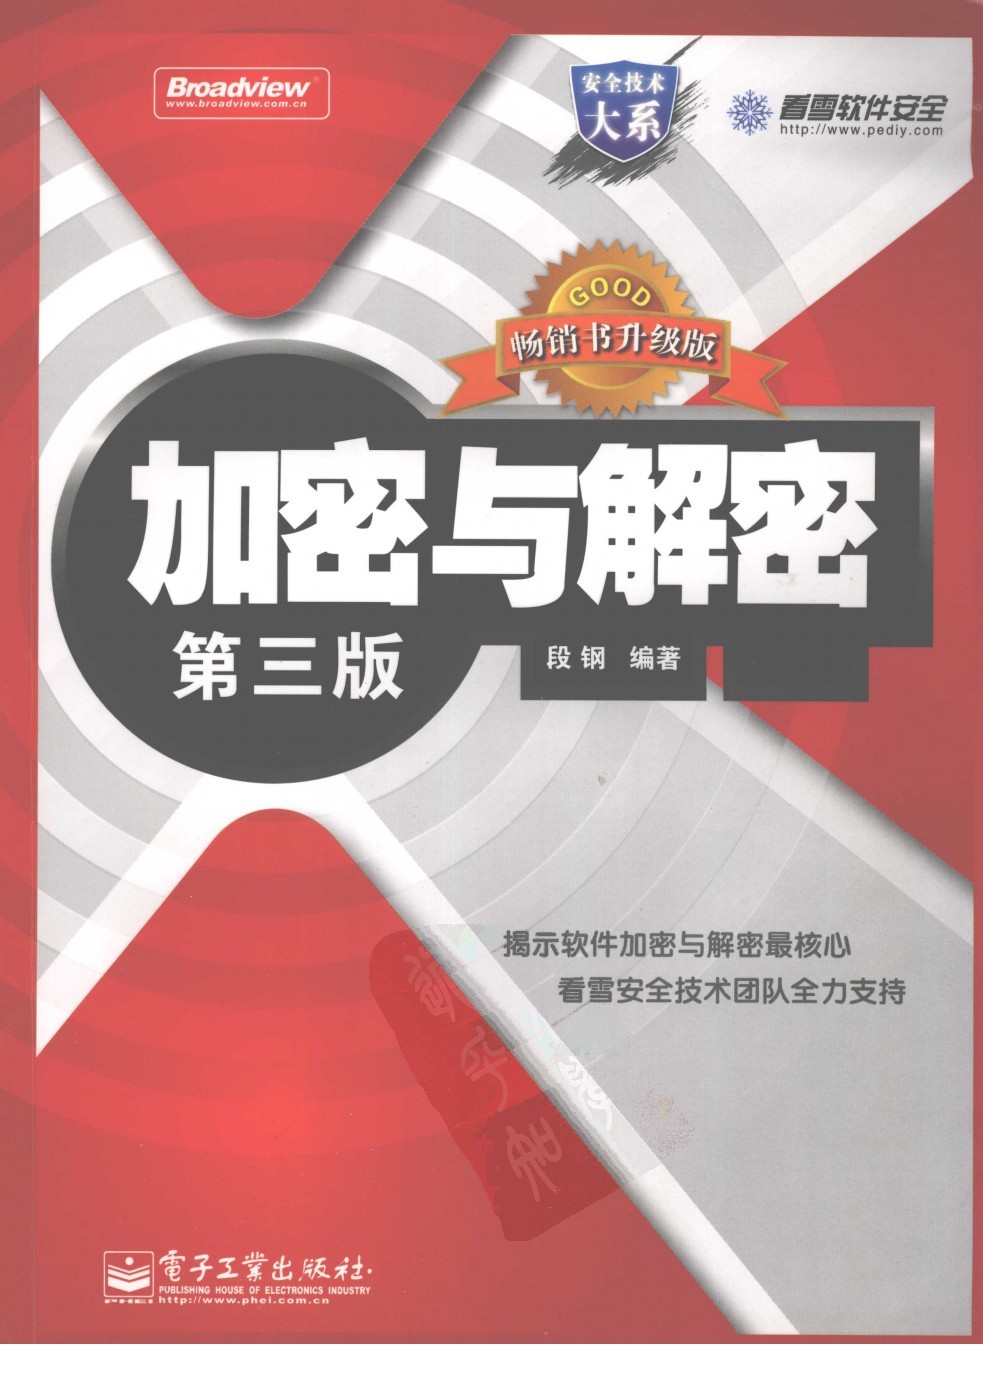 Broadview
www.broadview.com.cn
安全技术
大系
看雪软件安全
http://www.pediy.com
GOOD
畅销书升级版
加密与解密
第三版
段钢 编著
揭示软件加密与解密最核心
看雪安全技术团队全力支持
電子工業出版社·
PUBLISHING HOUSE OF ELECTRONICS INDUSTRY
PHEI
http://www.phei.com.cn